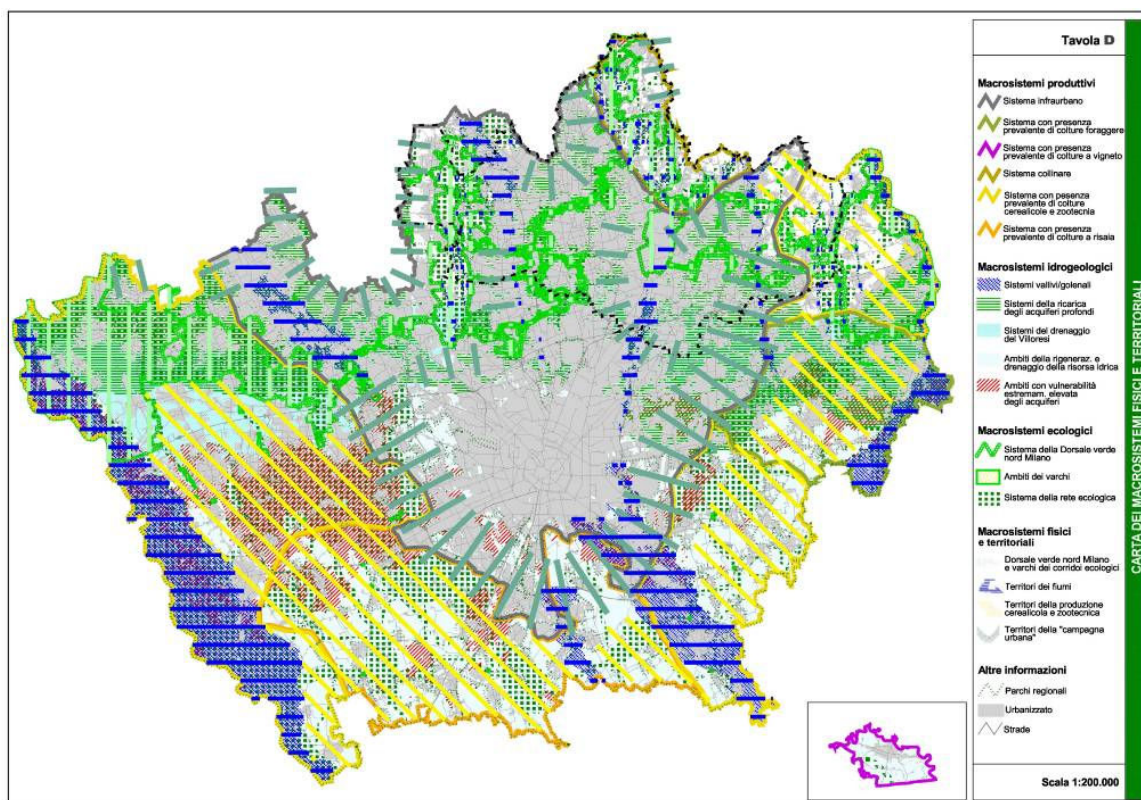 Tavola D
Macrosistemi produttivi
Sistema infraurbano
Sistema con presenza
prevalente di colture foraggere
Sistema con presenza
prevalente di colture a vigneto
Sistema collinare
Sistema con pesenza
prevalente di colture
cerealicole e zootecnia
Sistema con presenza
prevalente di colture a risaia
Macrosistemi idrogeologici
Sistemi vallivi/golenali
Sistemi della ricarica
degli acquiferi profondi
Sistemi del drenaggio
del Villoresi
Ambiti della rigeneraz. e
drenaggio della risorsa idrica
Ambiti con vulnerabilità
estremam. elevata
degli acquiferi
Macrosistemi ecologici
Sistema della Dorsale verde
nord Milano
Ambiti dei varchi
Sistema della rete ecologica
Macrosistemi fisici
e territoriali
Dorsale verde nord Milano
e varchi dei corridoi ecologici
Territori dei fiumi
Territori della produzione
cerealicola e zootecnica
Territori della "campagna
urbana"
Altre informazioni
Parchi regionali
Urbanizzato
Strade
Scala 1:200.000
CARTA DEI MACROSISTEMI FISICI E TERRITORIALI